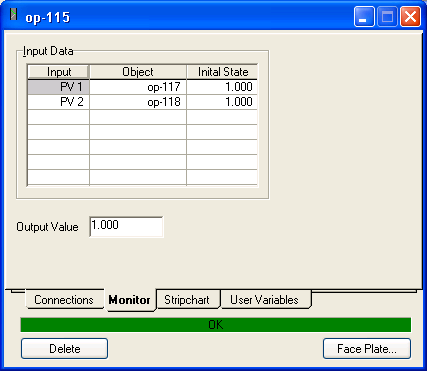 op-115
Input Data
Input Object Inital State
PV 1 op-117 1.000
PV 2 op-118 1.000
Output Value 1.000
Connections Monitor Stripchart User Variables
OK
Delete Face Plate...